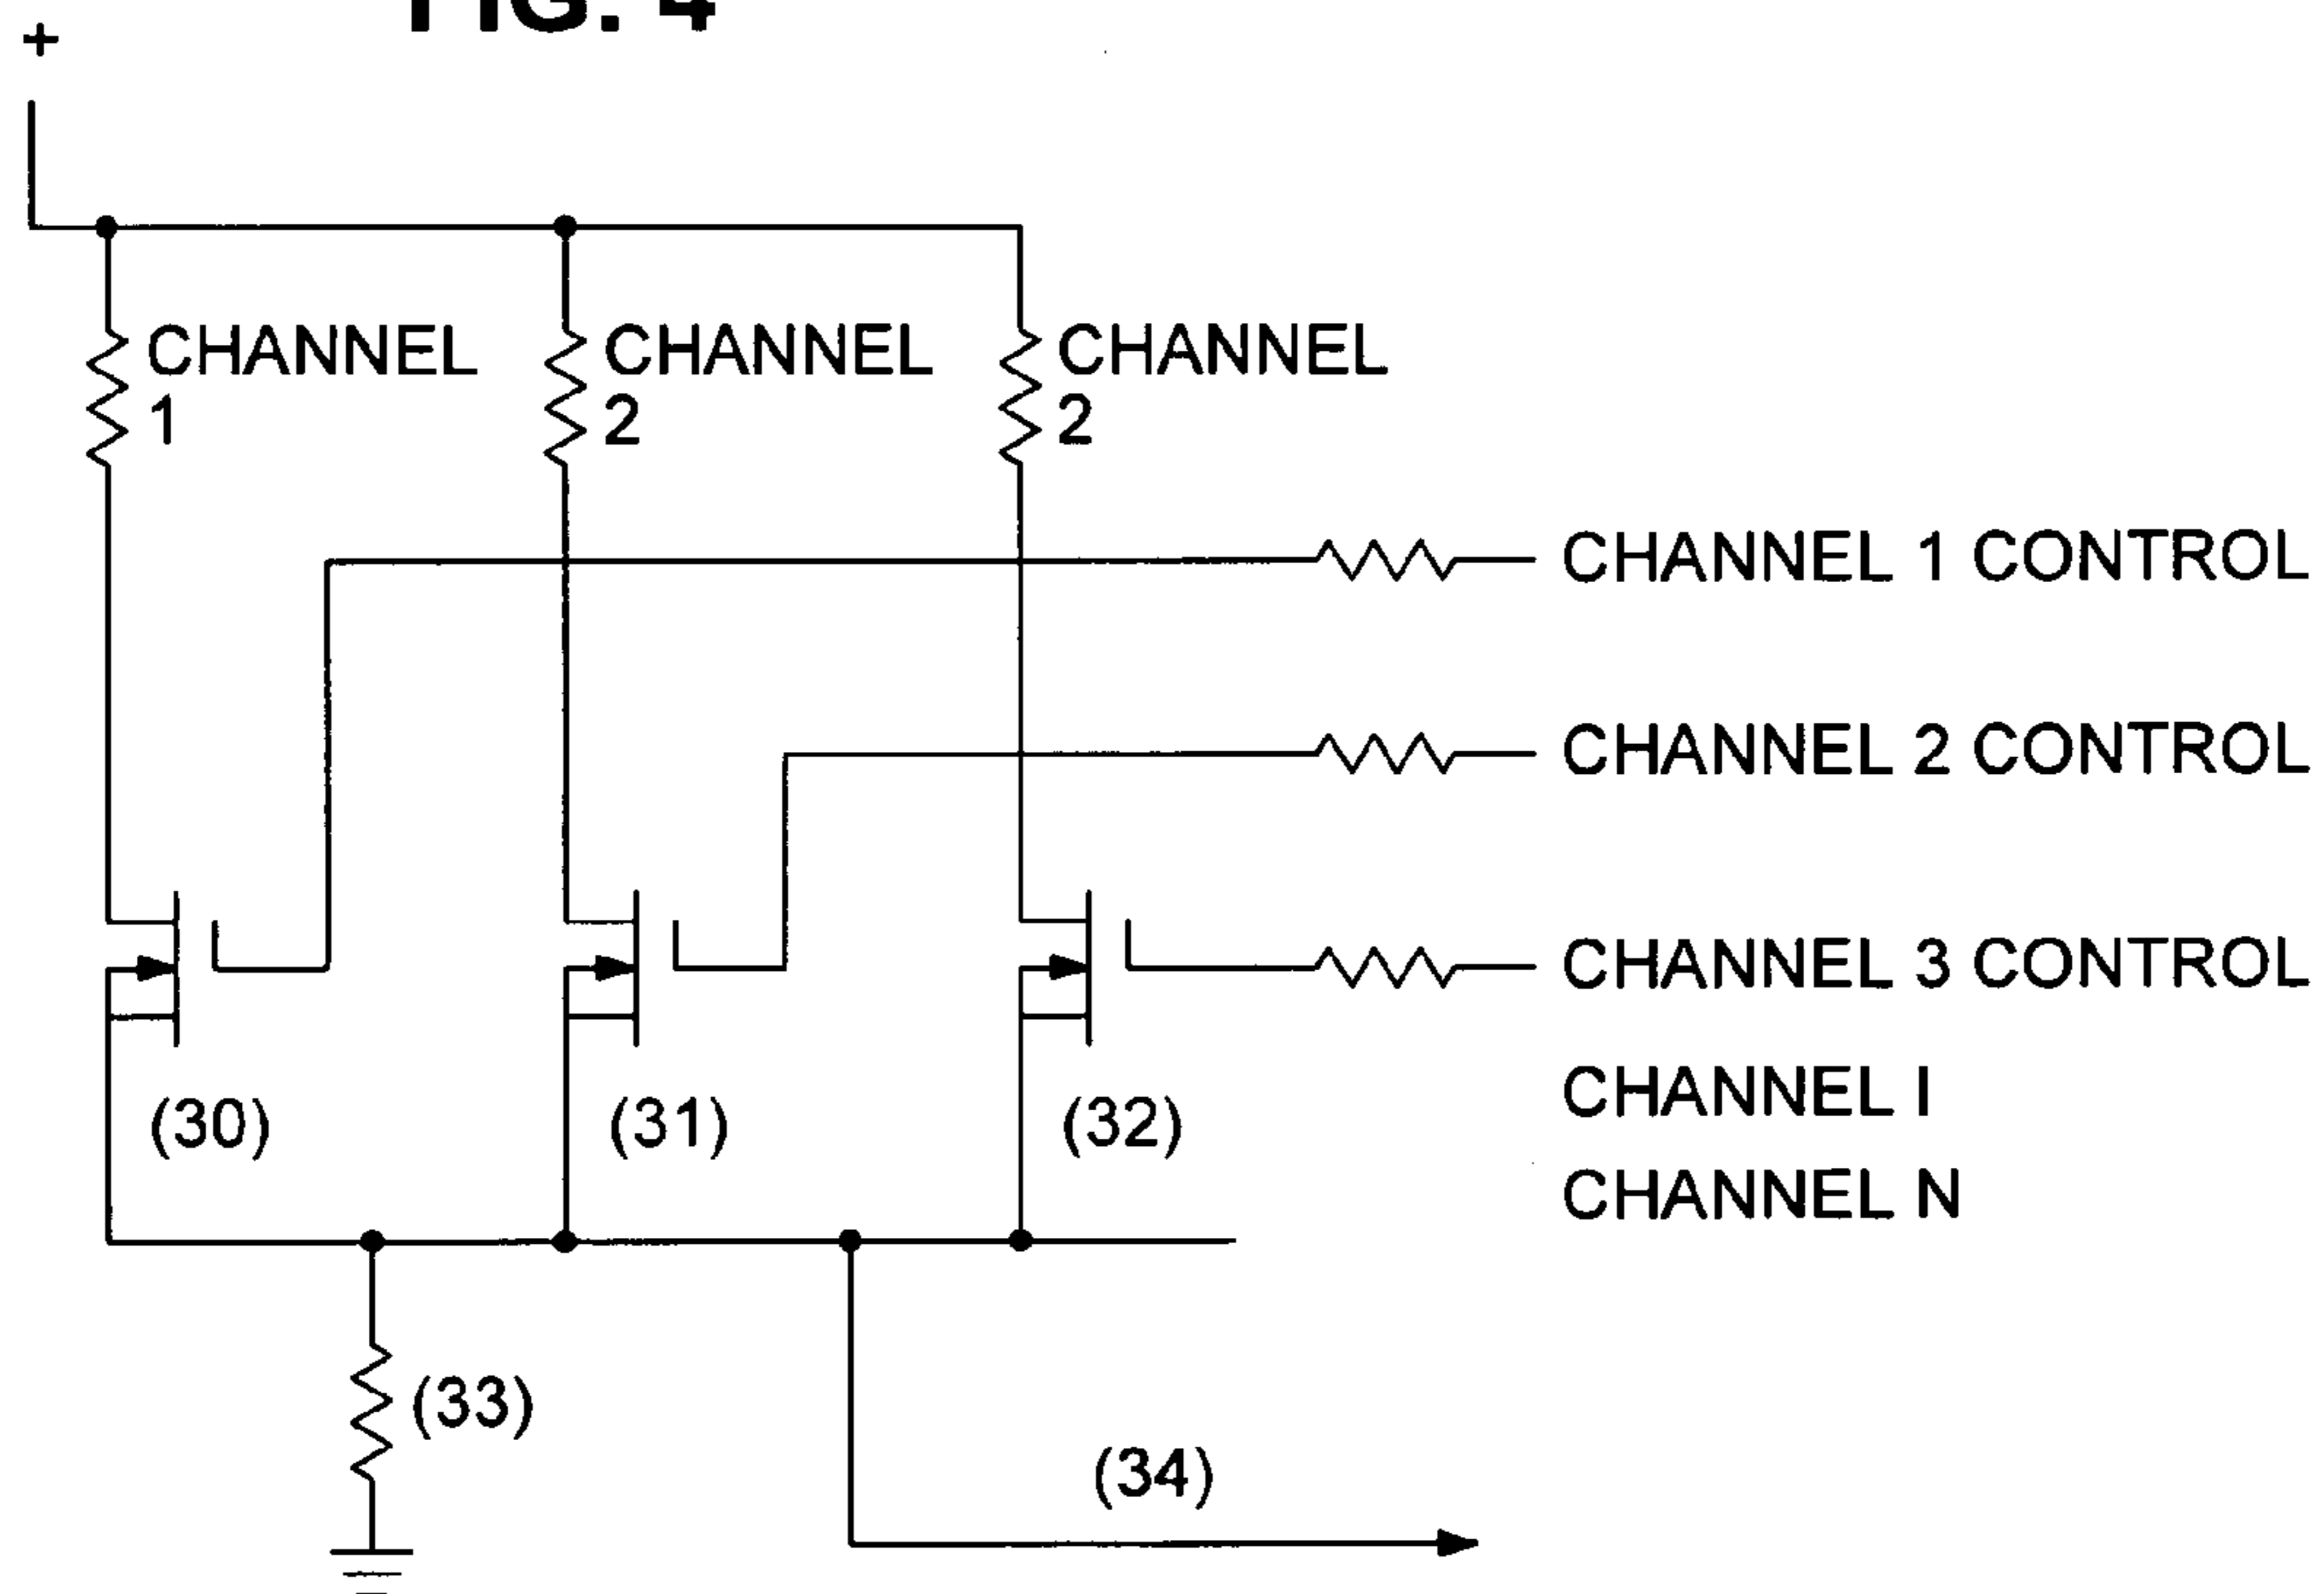 FIG. 4
+
CHANNEL 1
CHANNEL 2
CHANNEL 2
CHANNEL 1 CONTROL
CHANNEL 2 CONTROL
CHANNEL 3 CONTROL
CHANNEL I
CHANNEL N
(30)
(31)
(32)
(33)
(34)